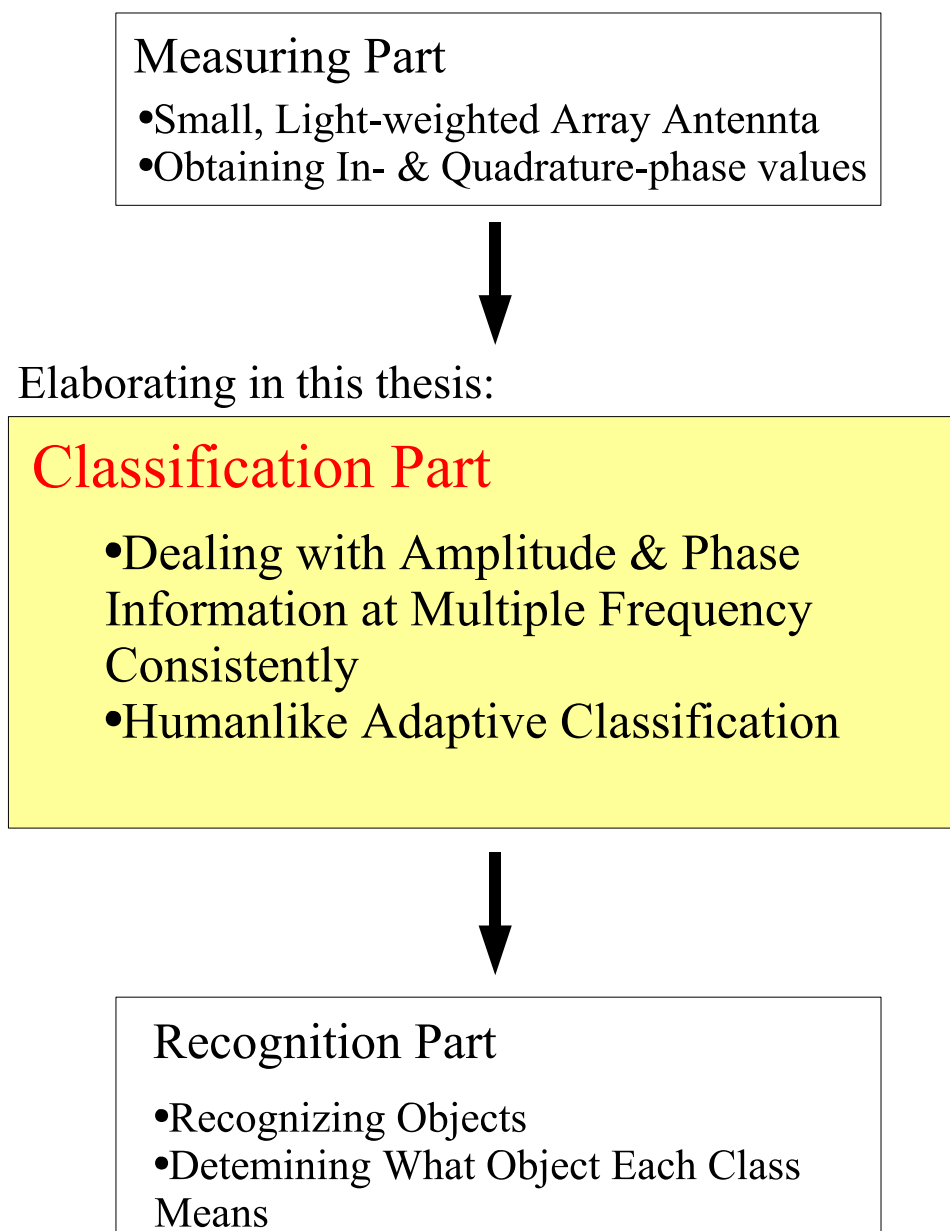 Measuring Part
•Small, Light-weighted Array Antennta
•Obtaining In- & Quadrature-phase values
Elaborating in this thesis:
Classification Part
•Dealing with Amplitude & Phase
Information at Multiple Frequency
Consistently
•Humanlike Adaptive Classification
Recognition Part
•Recognizing Objects
•Detemining What Object Each Class
Means